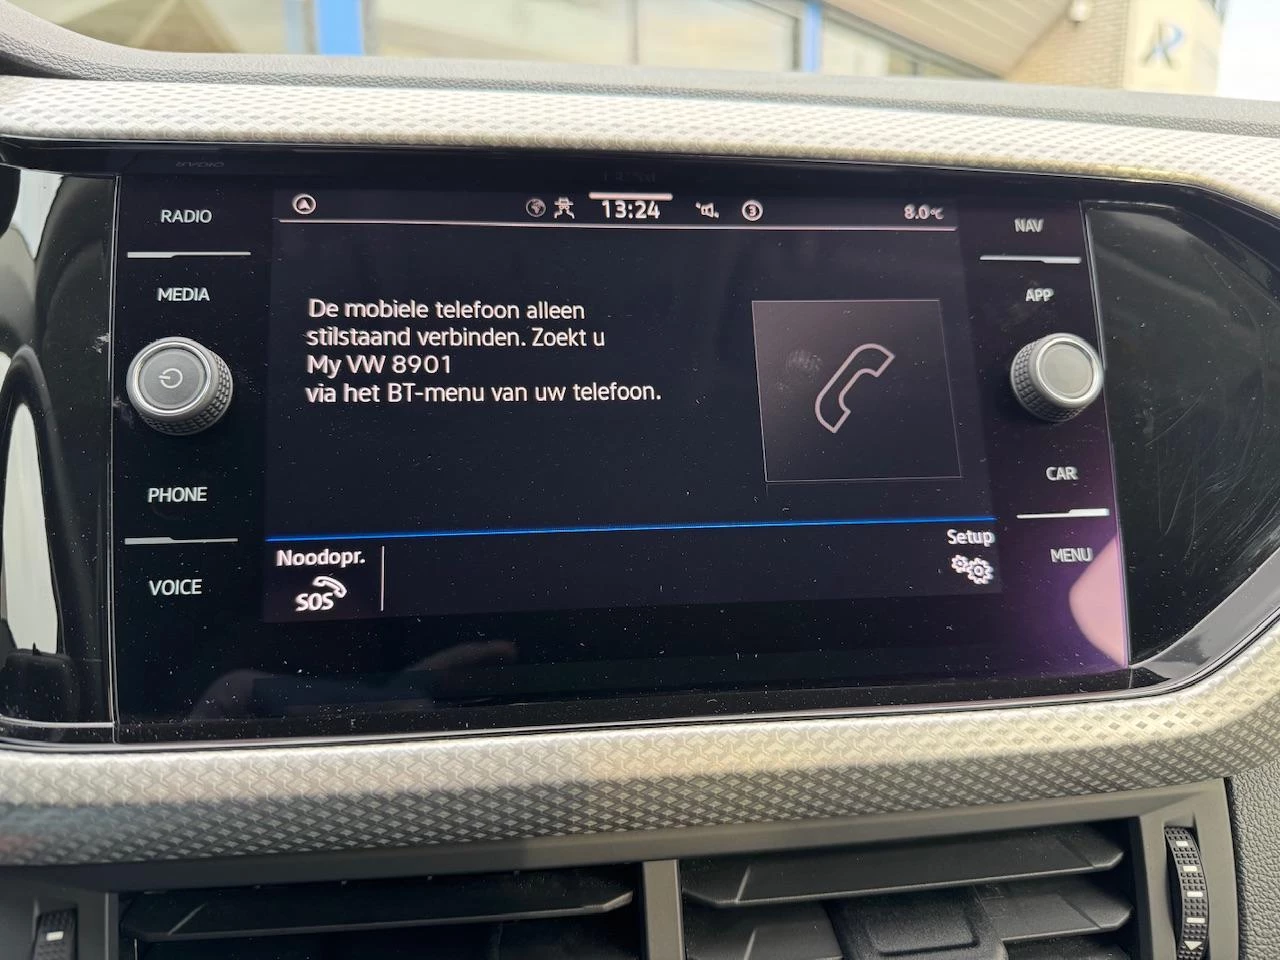 RADIO
MEDIA
PHONE
VOICE
13:24
3
8.0°C
De mobiele telefoon alleen
stilstaand verbinden. Zoekt u
My VW 8901
via het BT-menu van uw telefoon.
Noodopr.
SOS
Setup
NAV
APP
CAR
MENU